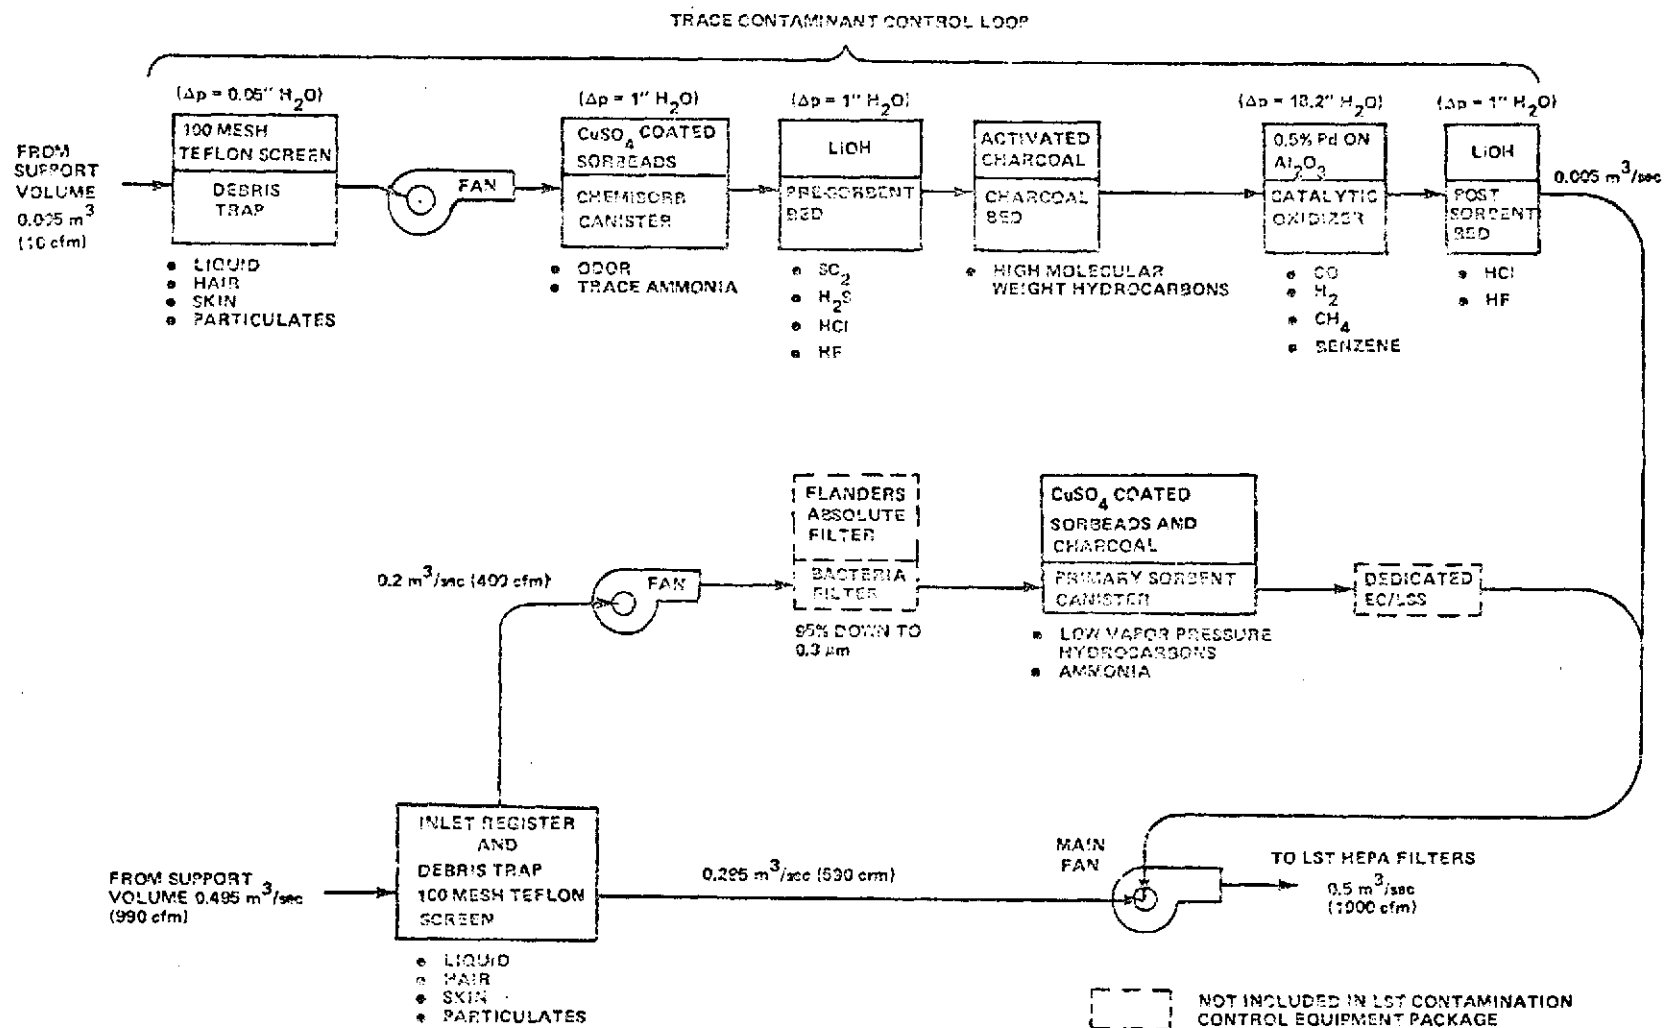 TRACE CONTAMINANT CONTROL LOOP
(Δp = 0.05" H2O)
(Δp = 1" H2O)
(Δp = 1" H2O)
(Δp = 18.2" H2O)
(Δp = 1" H2O)
FROM
SUPPORT
VOLUME
0.005 m3
(10 cfm)
100 MESH
TEFLON SCREEN
DEBRIS
TRAP
FAN
CuSO4 COATED
SORBEADS
CHEMISORB
CANISTER
LiOH
PRE-SORBENT
BED
ACTIVATED
CHARCOAL
CHARCOAL
BED
0.5% Pd ON
Al2O3
CATALYTIC
OXIDIZER
LiOH
POST
SORBENT
BED
0.005 m3/sec
• LIQUID
• HAIR
• SKIN
• PARTICULATES
• ODOR
• TRACE AMMONIA
• SO2
• H2S
• HCl
• HF
• HIGH MOLECULAR
WEIGHT HYDROCARBONS
• CO
• H2
• CH4
• BENZENE
• HCl
• HF
0.2 m3/sec (400 cfm)
FAN
FLANDERS
ABSOLUTE
FILTER
BACTERIA
FILTER
95% DOWN TO
0.3 μm
CuSO4 COATED
SORBEADS AND
CHARCOAL
PRIMARY SORBENT
CANISTER
• LOW VAPOR PRESSURE
HYDROCARBONS
• AMMONIA
DEDICATED
EC/LSS
FROM SUPPORT
VOLUME 0.495 m3/sec
(990 cfm)
INLET REGISTER
AND
DEBRIS TRAP
100 MESH TEFLON
SCREEN
• LIQUID
• HAIR
• SKIN
• PARTICULATES
0.295 m3/sec (590 cfm)
MAIN
FAN
TO LST HEPA FILTERS
0.5 m3/sec
(1000 cfm)
NOT INCLUDED IN LST CONTAMINATION
CONTROL EQUIPMENT PACKAGE